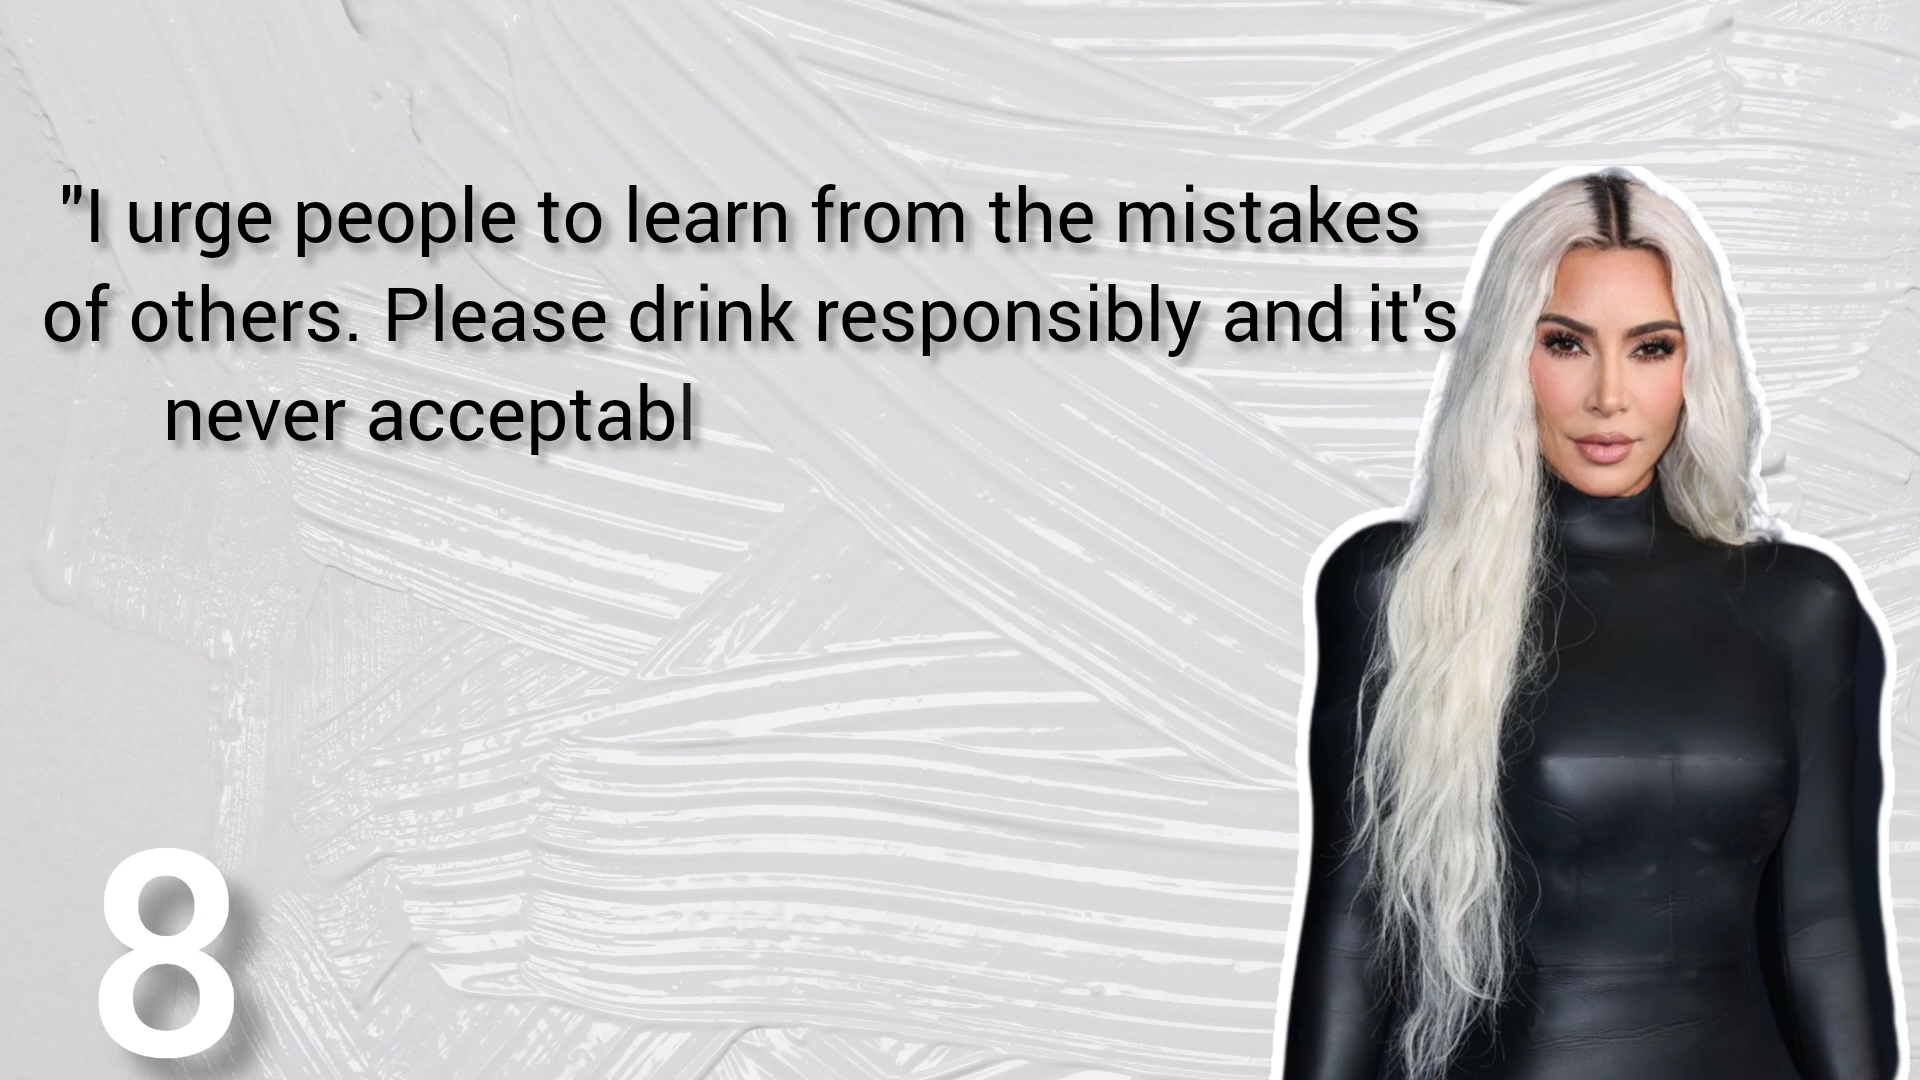 "I urge people to learn from the mistakes
of others. Please drink responsibly and it's
never acceptabl
8